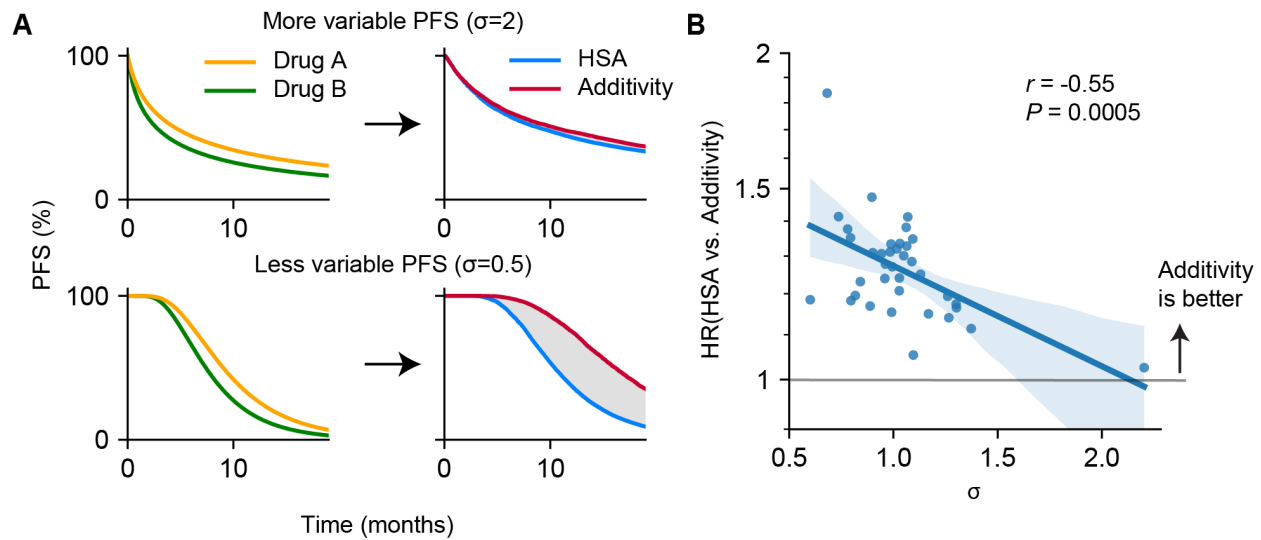 A
More variable PFS (σ=2)
100
0
0
10
Drug A
Drug B
0
10
HSA
Additivity
PFS (%)
Less variable PFS (σ=0.5)
100
0
0
10
0
10
Time (months)
B
2
1.5
1
HR(HSA vs. Additivity)
r = -0.55
P = 0.0005
Additivity
is better
0.5
1.0
1.5
2.0
σ